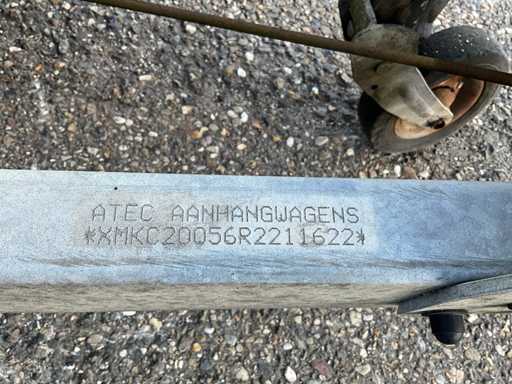 ATEC AANHANGWAGENS
*XMKC20056R2211622*